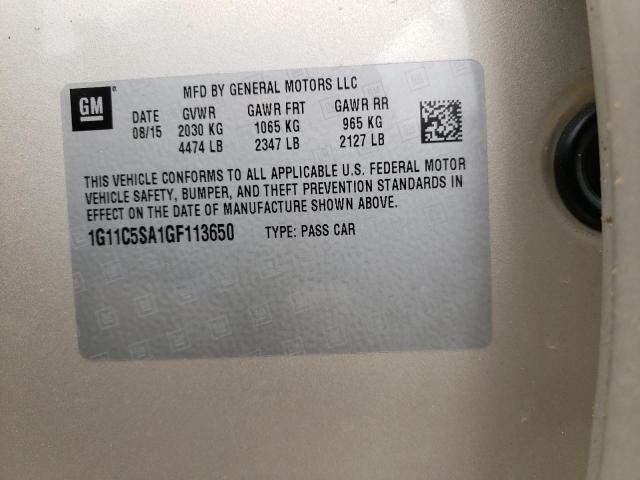 GM
MFD BY GENERAL MOTORS LLC
DATE GVWR GAWR FRT GAWR RR
08/15 2030 KG 1065 KG 965 KG
4474 LB 2347 LB 2127 LB
THIS VEHICLE CONFORMS TO ALL APPLICABLE U.S. FEDERAL MOTOR
VEHICLE SAFETY, BUMPER, AND THEFT PREVENTION STANDARDS IN
EFFECT ON THE DATE OF MANUFACTURE SHOWN ABOVE.
1G11C5SA1GF113650 TYPE: PASS CAR